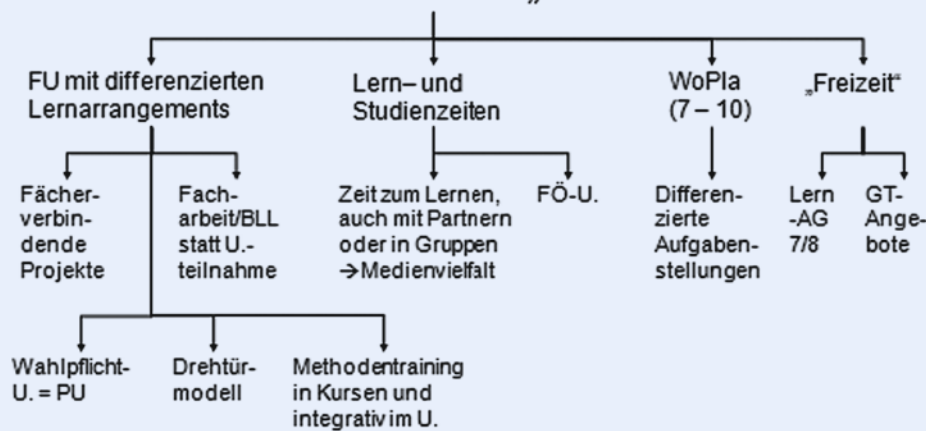 „
FU mit differenzierten
Lernarrangements
Lern– und
Studienzeiten
WoPla
(7 – 10)
„Freizeit“
Fächer-
verbin-
dende
Projekte
Fach-
arbeit/BLL
statt U.-
teilnahme
Zeit zum Lernen,
auch mit Partnern
oder in Gruppen
→Medienvielfalt
FÖ-U.
Differen-
zierte
Aufgaben-
stellungen
Lern
-AG
7/8
GT-
Ange-
bote
Wahlpflicht-
U. = PU
Drehtür-
modell
Methodentraining
in Kursen und
integrativ im U.